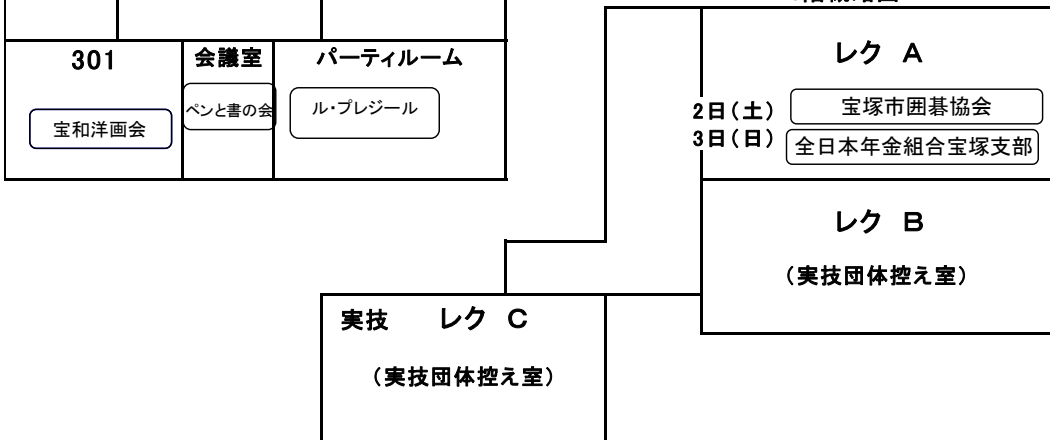 301
宝和洋画会
会議室
ペンと書の会
パーティルーム
ル・プレジール
レク A
2日(土) 宝塚市囲碁協会
3日(日) 全日本年金組合宝塚支部
レク B
(実技団体控え室)
実技 レク C
(実技団体控え室)